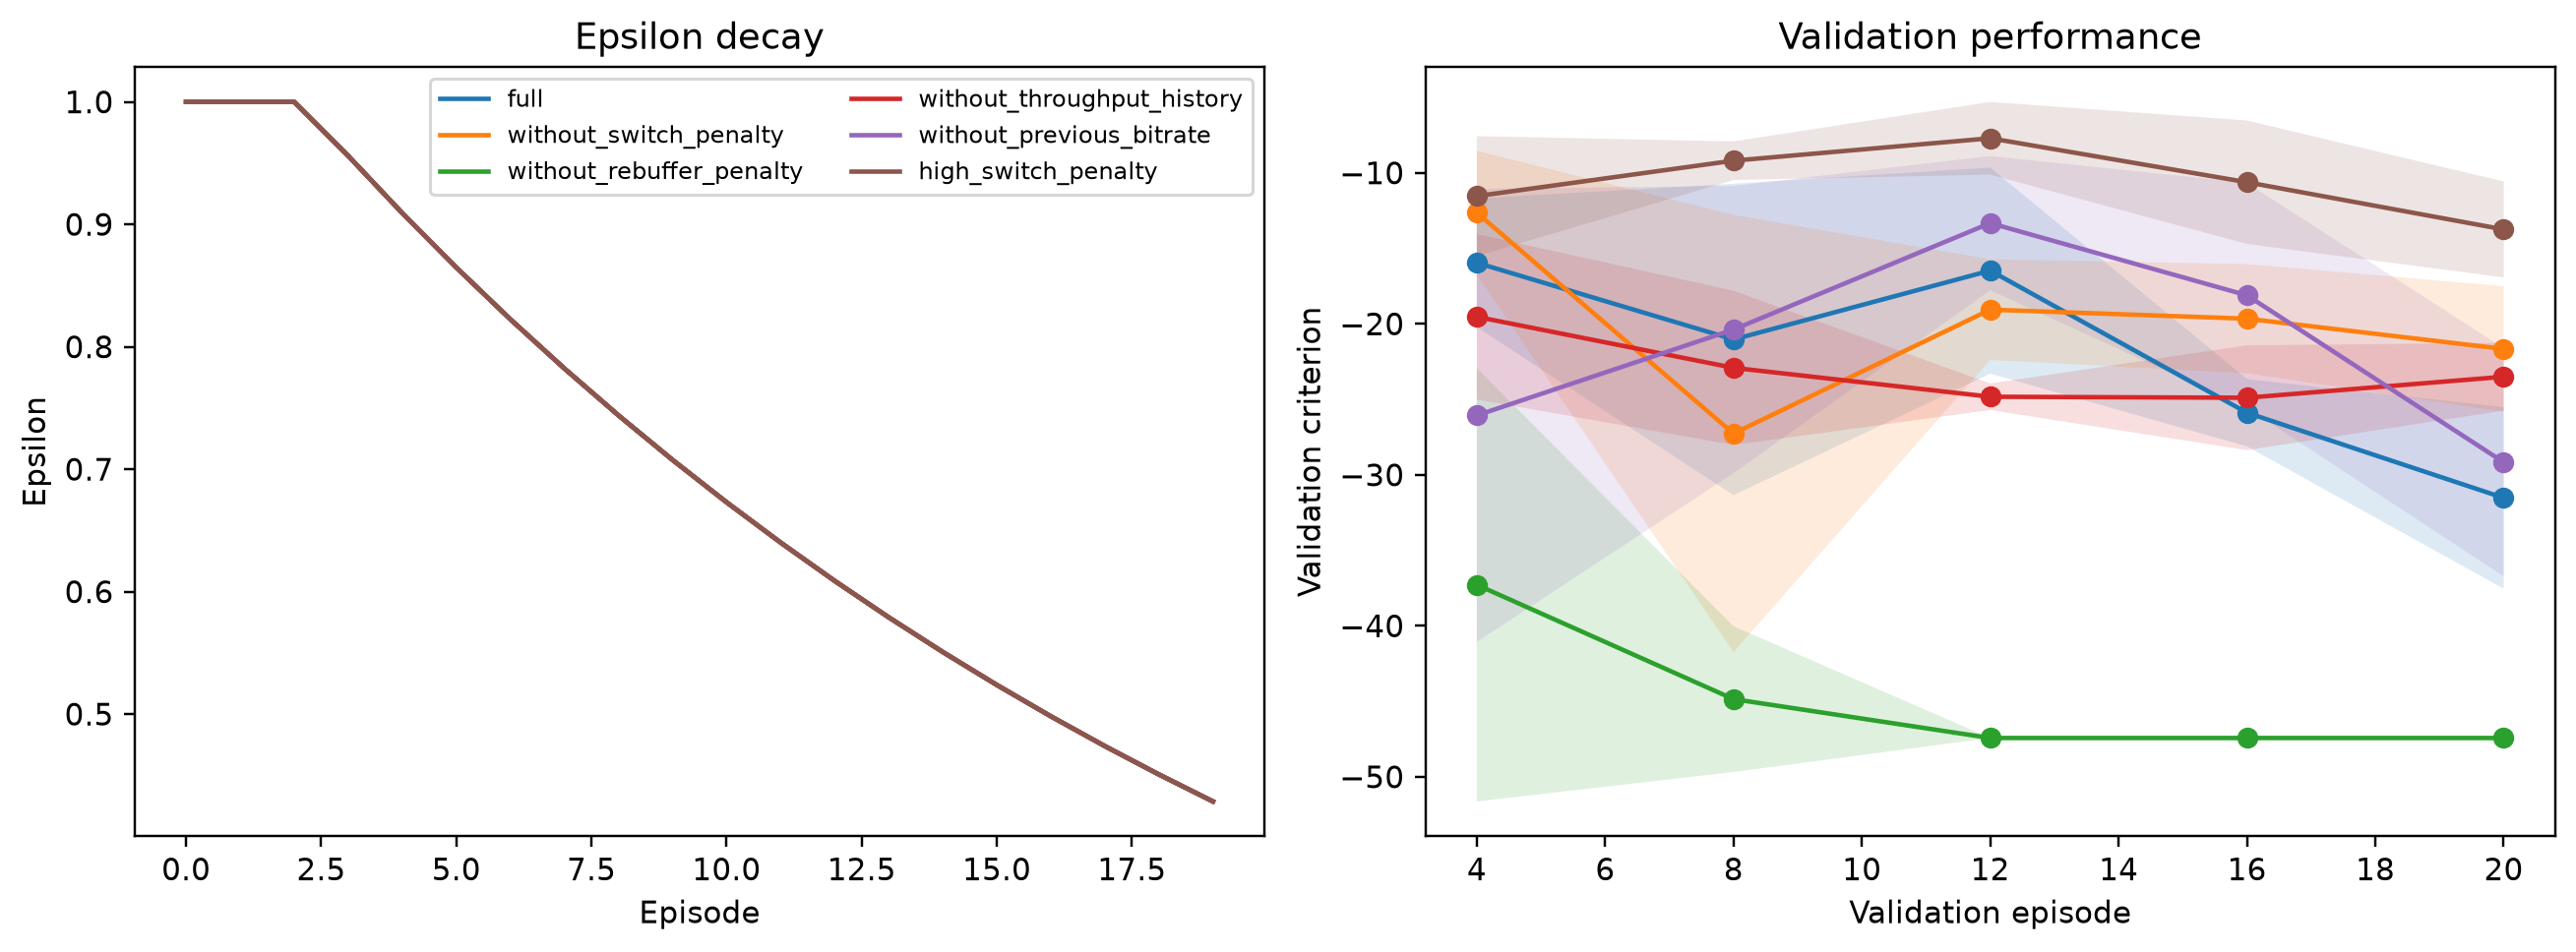 Epsilon decay
1.0
0.9
0.8
0.7
0.6
0.5
Epsilon
0.0 2.5 5.0 7.5 10.0 12.5 15.0 17.5
Episode
full
without_switch_penalty
without_rebuffer_penalty
without_throughput_history
without_previous_bitrate
high_switch_penalty
Validation performance
−10
−20
−30
−40
−50
Validation criterion
4 6 8 10 12 14 16 18 20
Validation episode